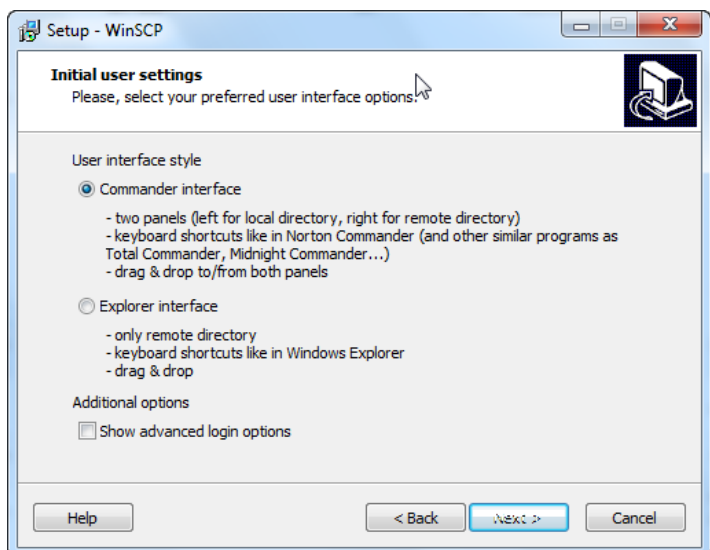 Setup - WinSCP
Initial user settings
Please, select your preferred user interface options.
User interface style
Commander interface
- two panels (left for local directory, right for remote directory)
- keyboard shortcuts like in Norton Commander (and other similar programs as
Total Commander, Midnight Commander...)
- drag & drop to/from both panels
Explorer interface
- only remote directory
- keyboard shortcuts like in Windows Explorer
- drag & drop
Additional options
Show advanced login options
Help
< Back
Next >
Cancel